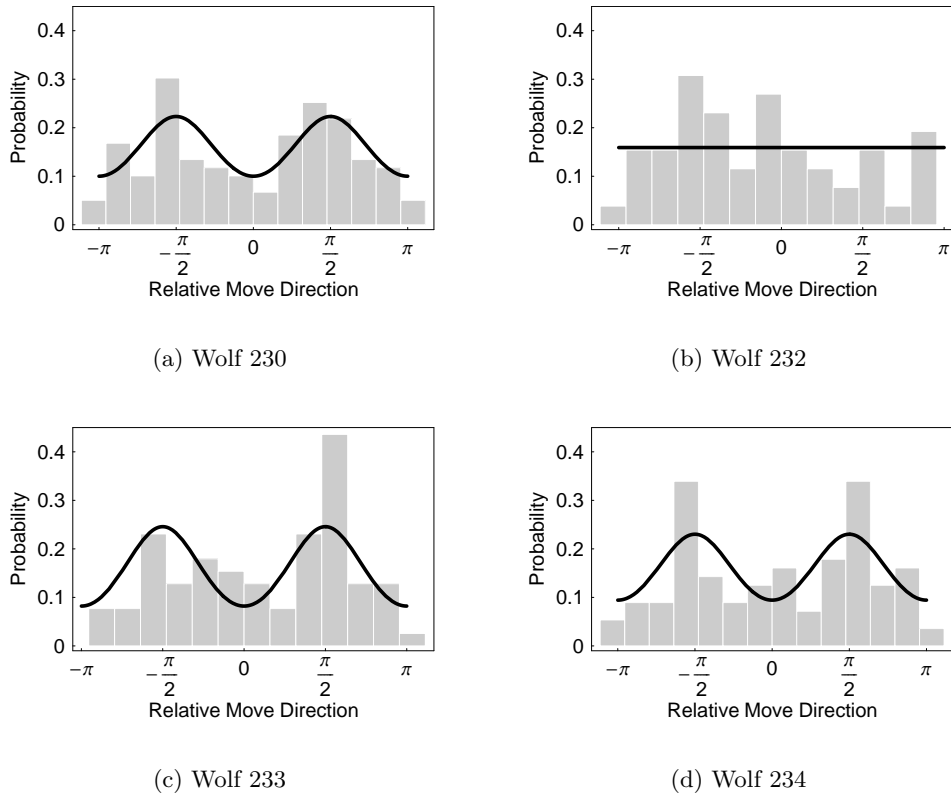 0.4
0.3
0.2
0.1
0
Probability
−π
−π/2
0
π/2
π
Relative Move Direction
(a) Wolf 230
0.4
0.3
0.2
0.1
0
Probability
−π
−π/2
0
π/2
π
Relative Move Direction
(b) Wolf 232
0.4
0.3
0.2
0.1
0
Probability
−π
−π/2
0
π/2
π
Relative Move Direction
(c) Wolf 233
0.4
0.3
0.2
0.1
0
Probability
−π
−π/2
0
π/2
π
Relative Move Direction
(d) Wolf 234